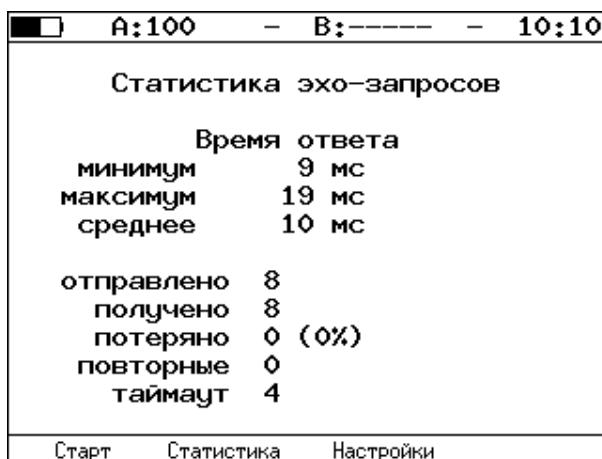 A:100 – B:––––– – 10:10
Статистика эхо-запросов
Время ответа
минимум 9 мс
максимум 19 мс
среднее 10 мс
отправлено 8
получено 8
потеряно 0 (0%)
повторные 0
таймаут 4
Старт Статистика Настройки